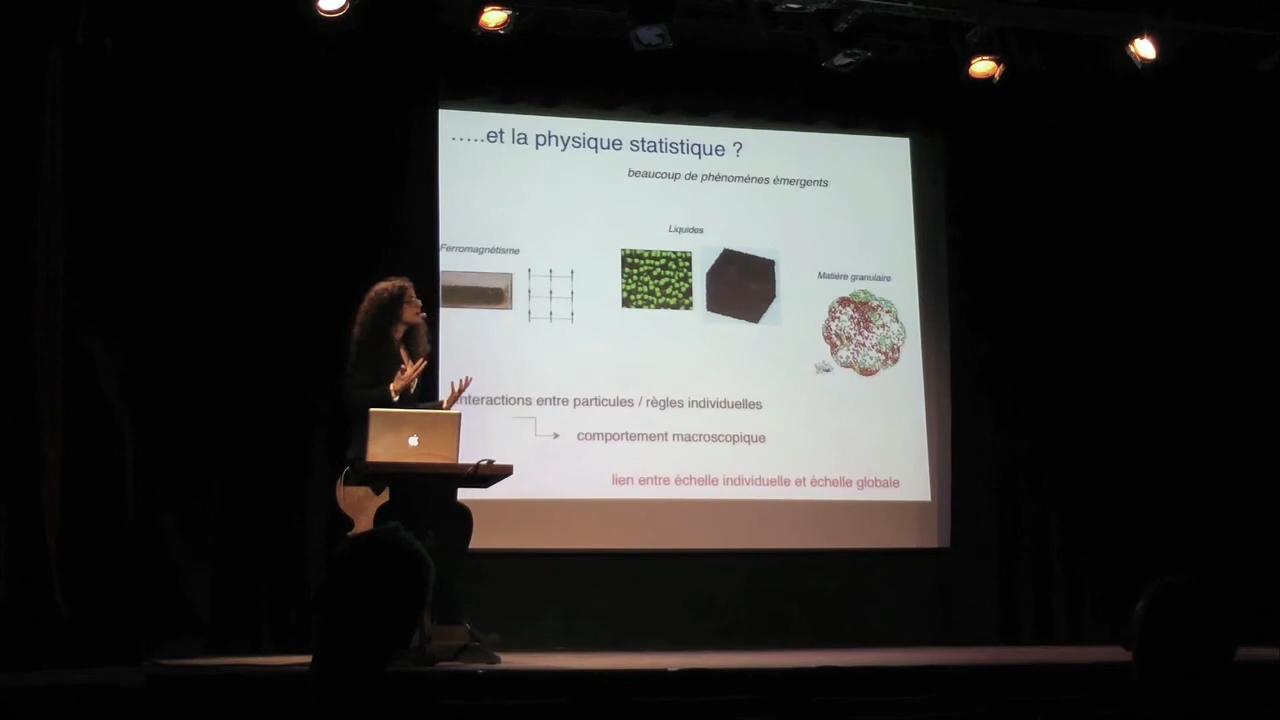 .....et la physique statistique ?
beaucoup de phénomènes émergents
Liquides
Ferromagnétisme
Matière granulaire
interactions entre particules / règles individuelles
comportement macroscopique
lien entre échelle individuelle et échelle globale